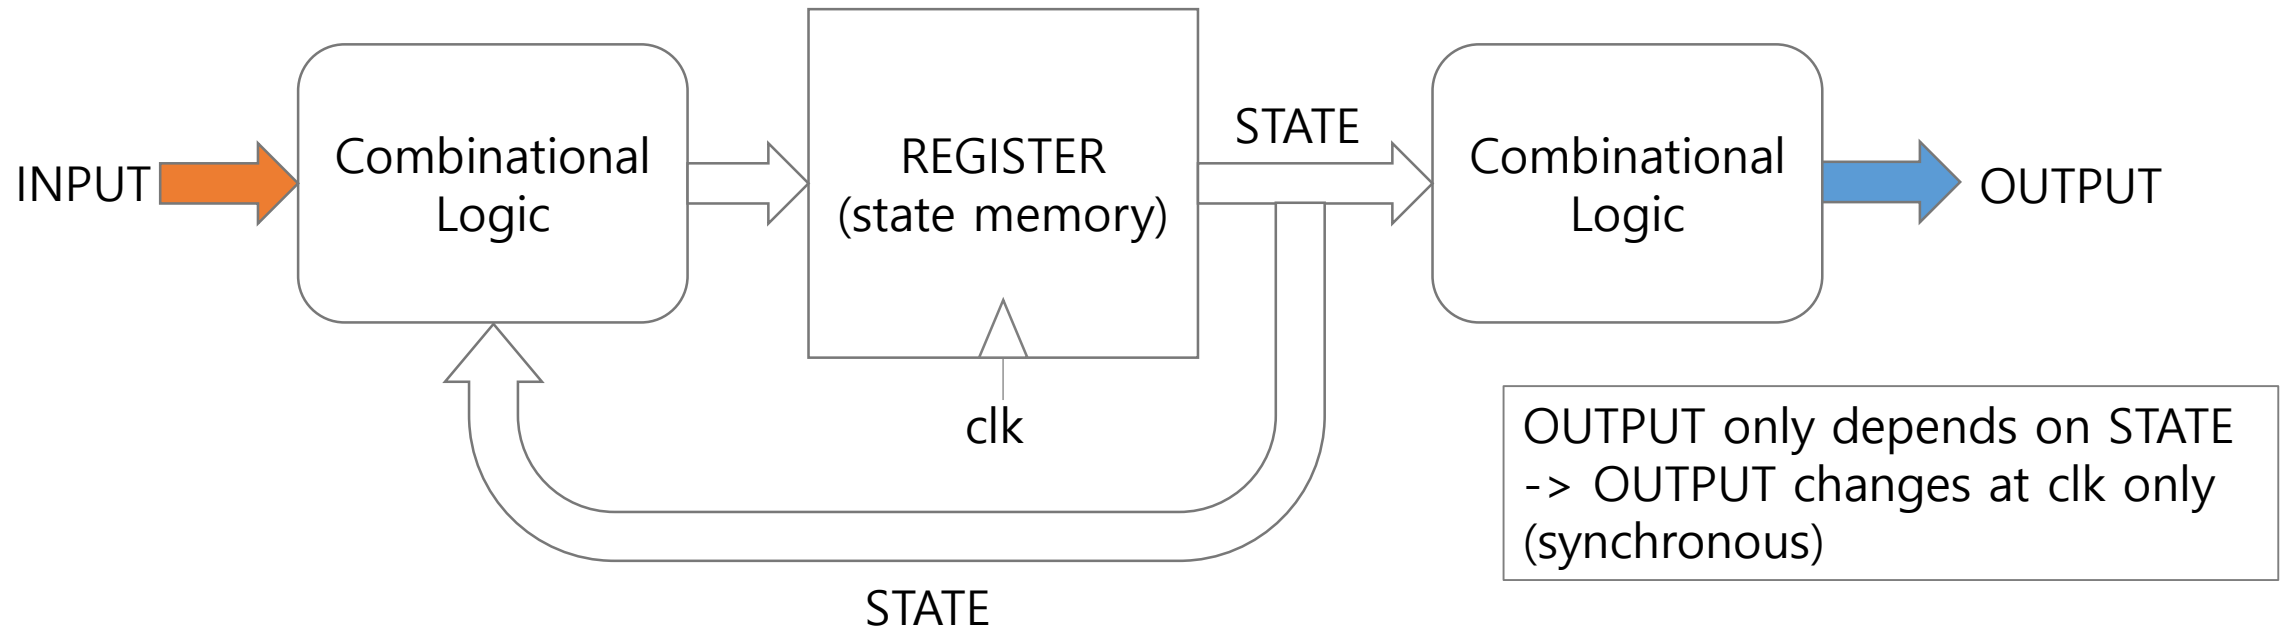 INPUT
Combinational
Logic
REGISTER
(state memory)
clk
STATE
Combinational
Logic
OUTPUT
STATE
OUTPUT only depends on STATE
-> OUTPUT changes at clk only
(synchronous)